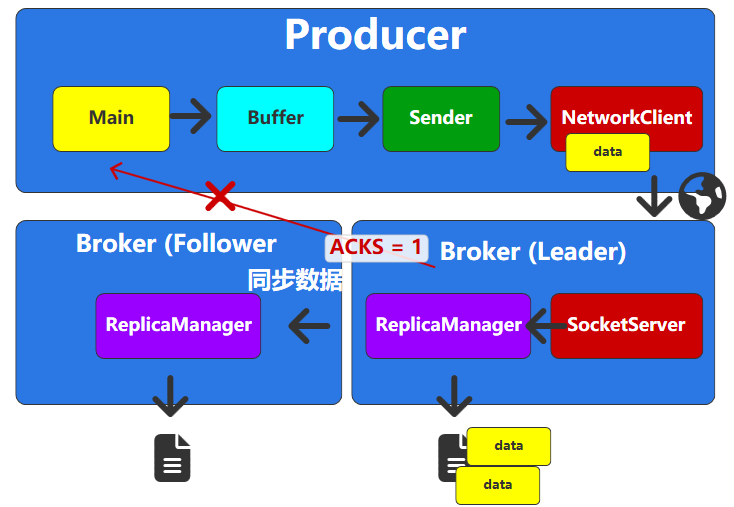 Producer
Main
Buffer
Sender
NetworkClient
data
Broker (Follower
ACKS = 1
Broker (Leader)
同步数据
ReplicaManager
ReplicaManager
SocketServer
data
data